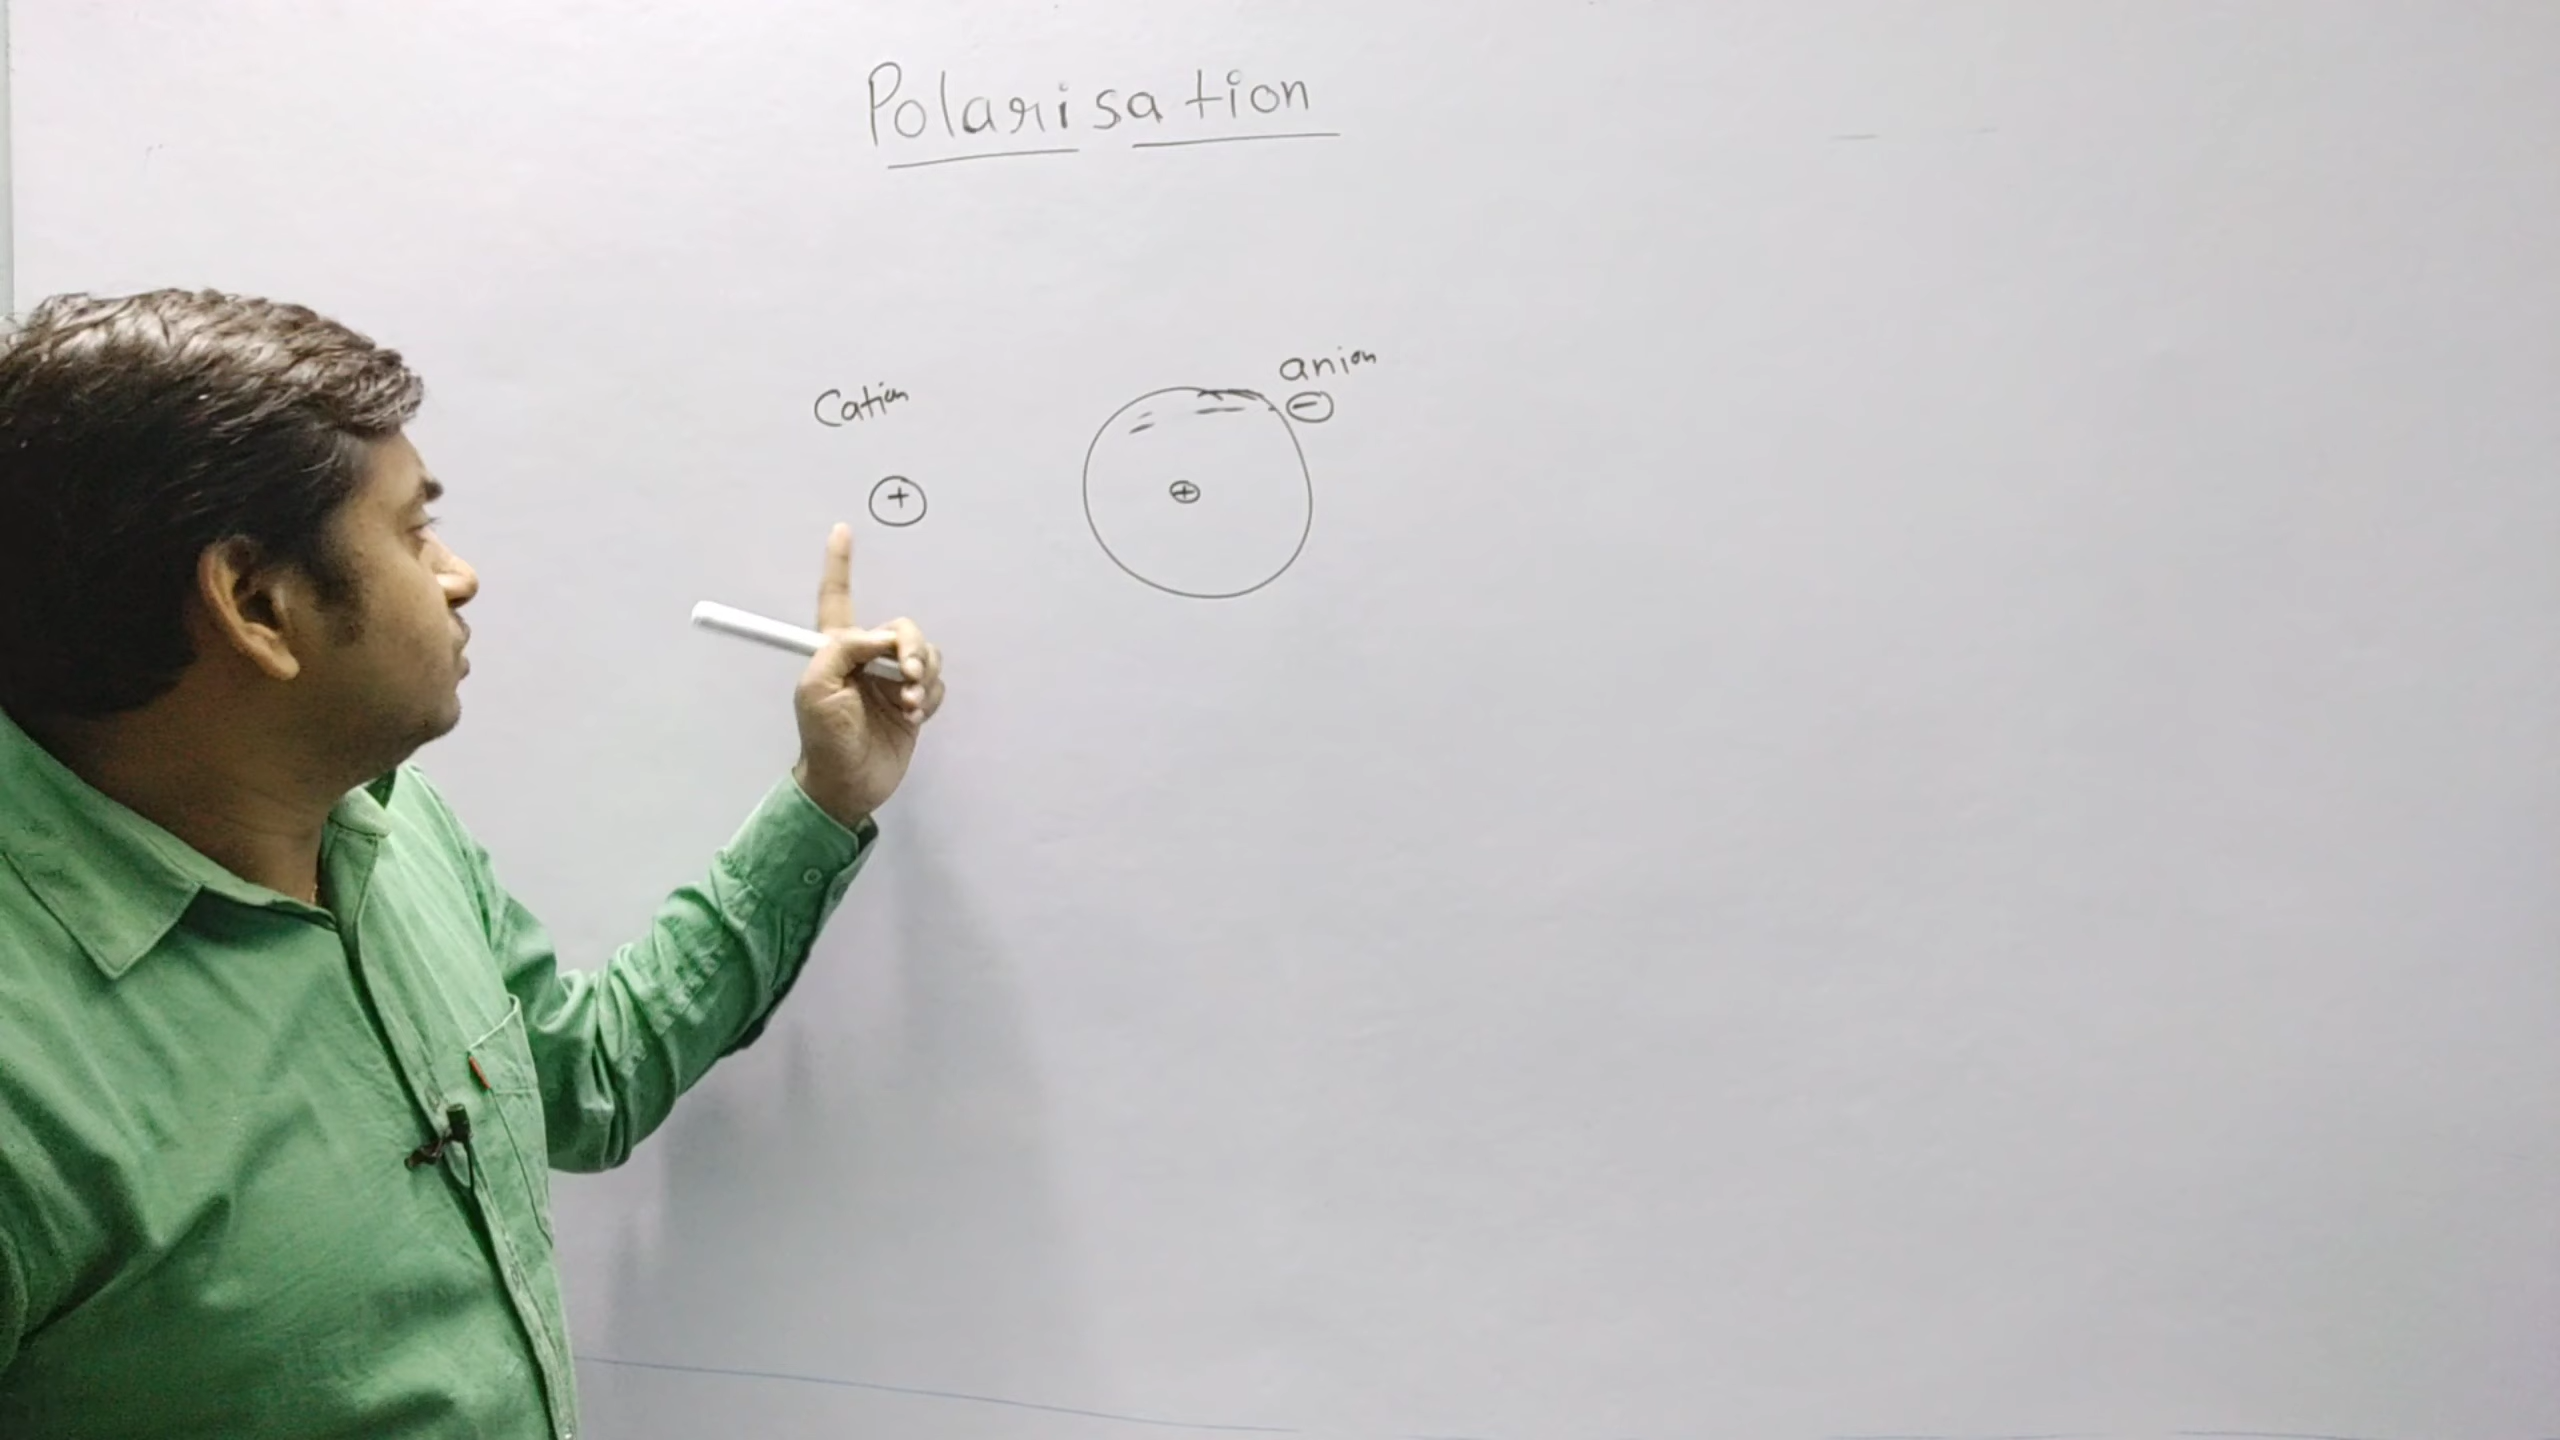 Polarisation
anion
Cation
−
+
+